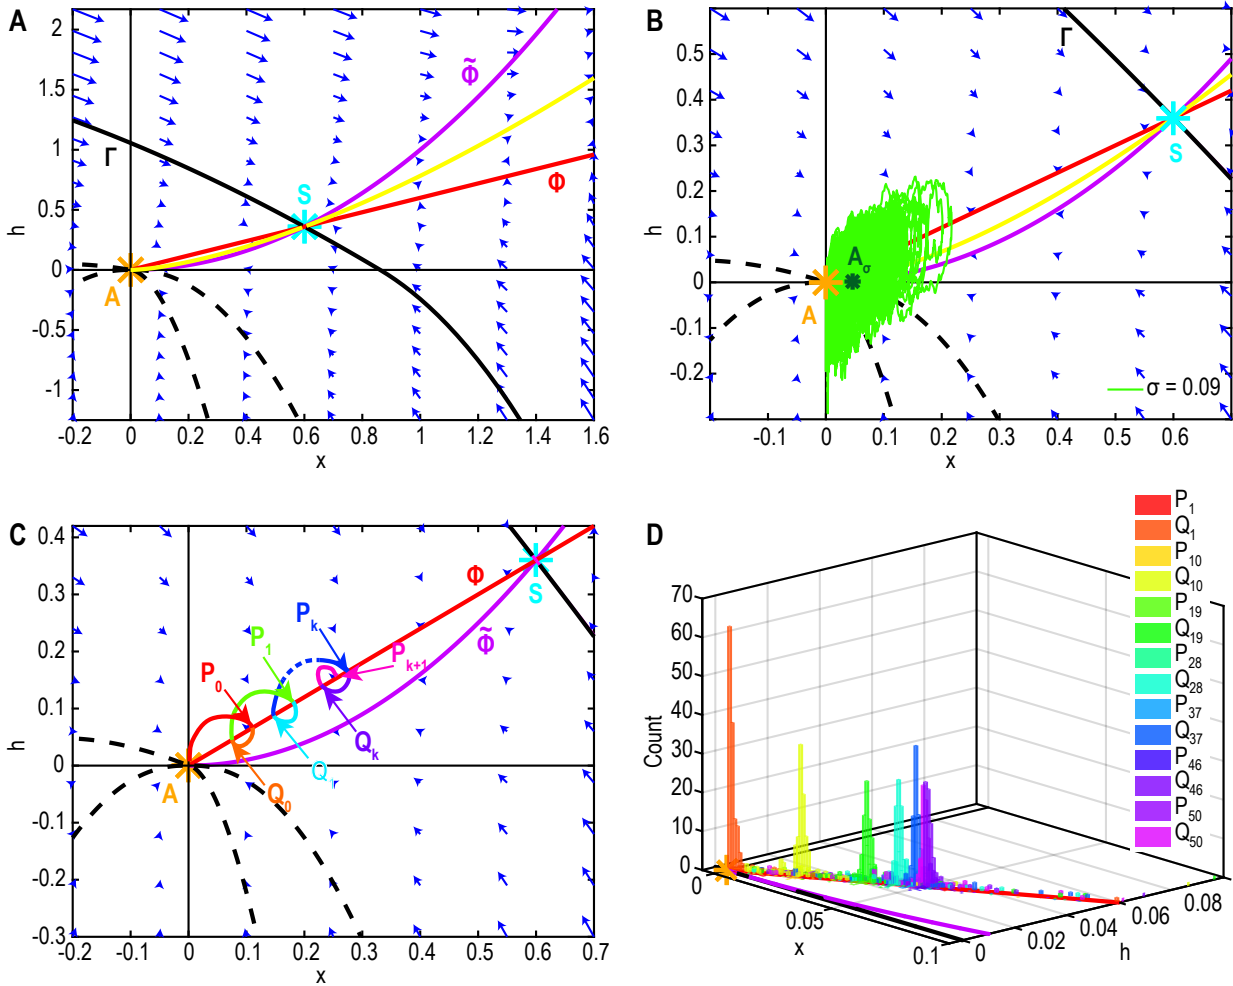 A
2
1.5
1
0.5
0
-0.5
-1
h
-0.2
0
0.2
0.4
0.6
0.8
1
1.2
1.4
1.6
x
Γ
S
Φ̃
Φ
A
B
0.5
0.4
0.3
0.2
0.1
0
-0.1
-0.2
h
-0.1
0
0.1
0.2
0.3
0.4
0.5
0.6
x
Γ
S
Aσ
A
σ = 0.09
C
0.4
0.3
0.2
0.1
0
-0.1
-0.2
-0.3
h
-0.2
-0.1
0
0.1
0.2
0.3
0.4
0.5
0.6
0.7
x
Φ
S
Φ̃
P0
P1
Pk
Pk+1
Qk
Q0
A
D
70
60
50
40
30
20
10
0
Count
0
0.05
0.1
x
0
0.02
0.04
0.06
0.08
h
P1
Q1
P10
Q10
P19
Q19
P28
Q28
P37
Q37
P46
Q46
P50
Q50